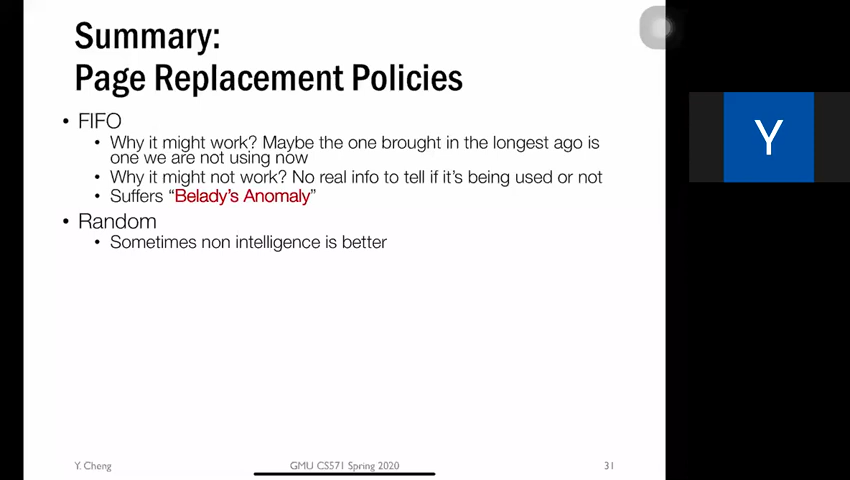 Summary:
Page Replacement Policies
• FIFO
• Why it might work? Maybe the one brought in the longest ago is
one we are not using now
• Why it might not work? No real info to tell if it's being used or not
• Suffers “Belady's Anomaly”
• Random
• Sometimes non intelligence is better
Y. Cheng
GMU CS571 Spring 2020
31
Y